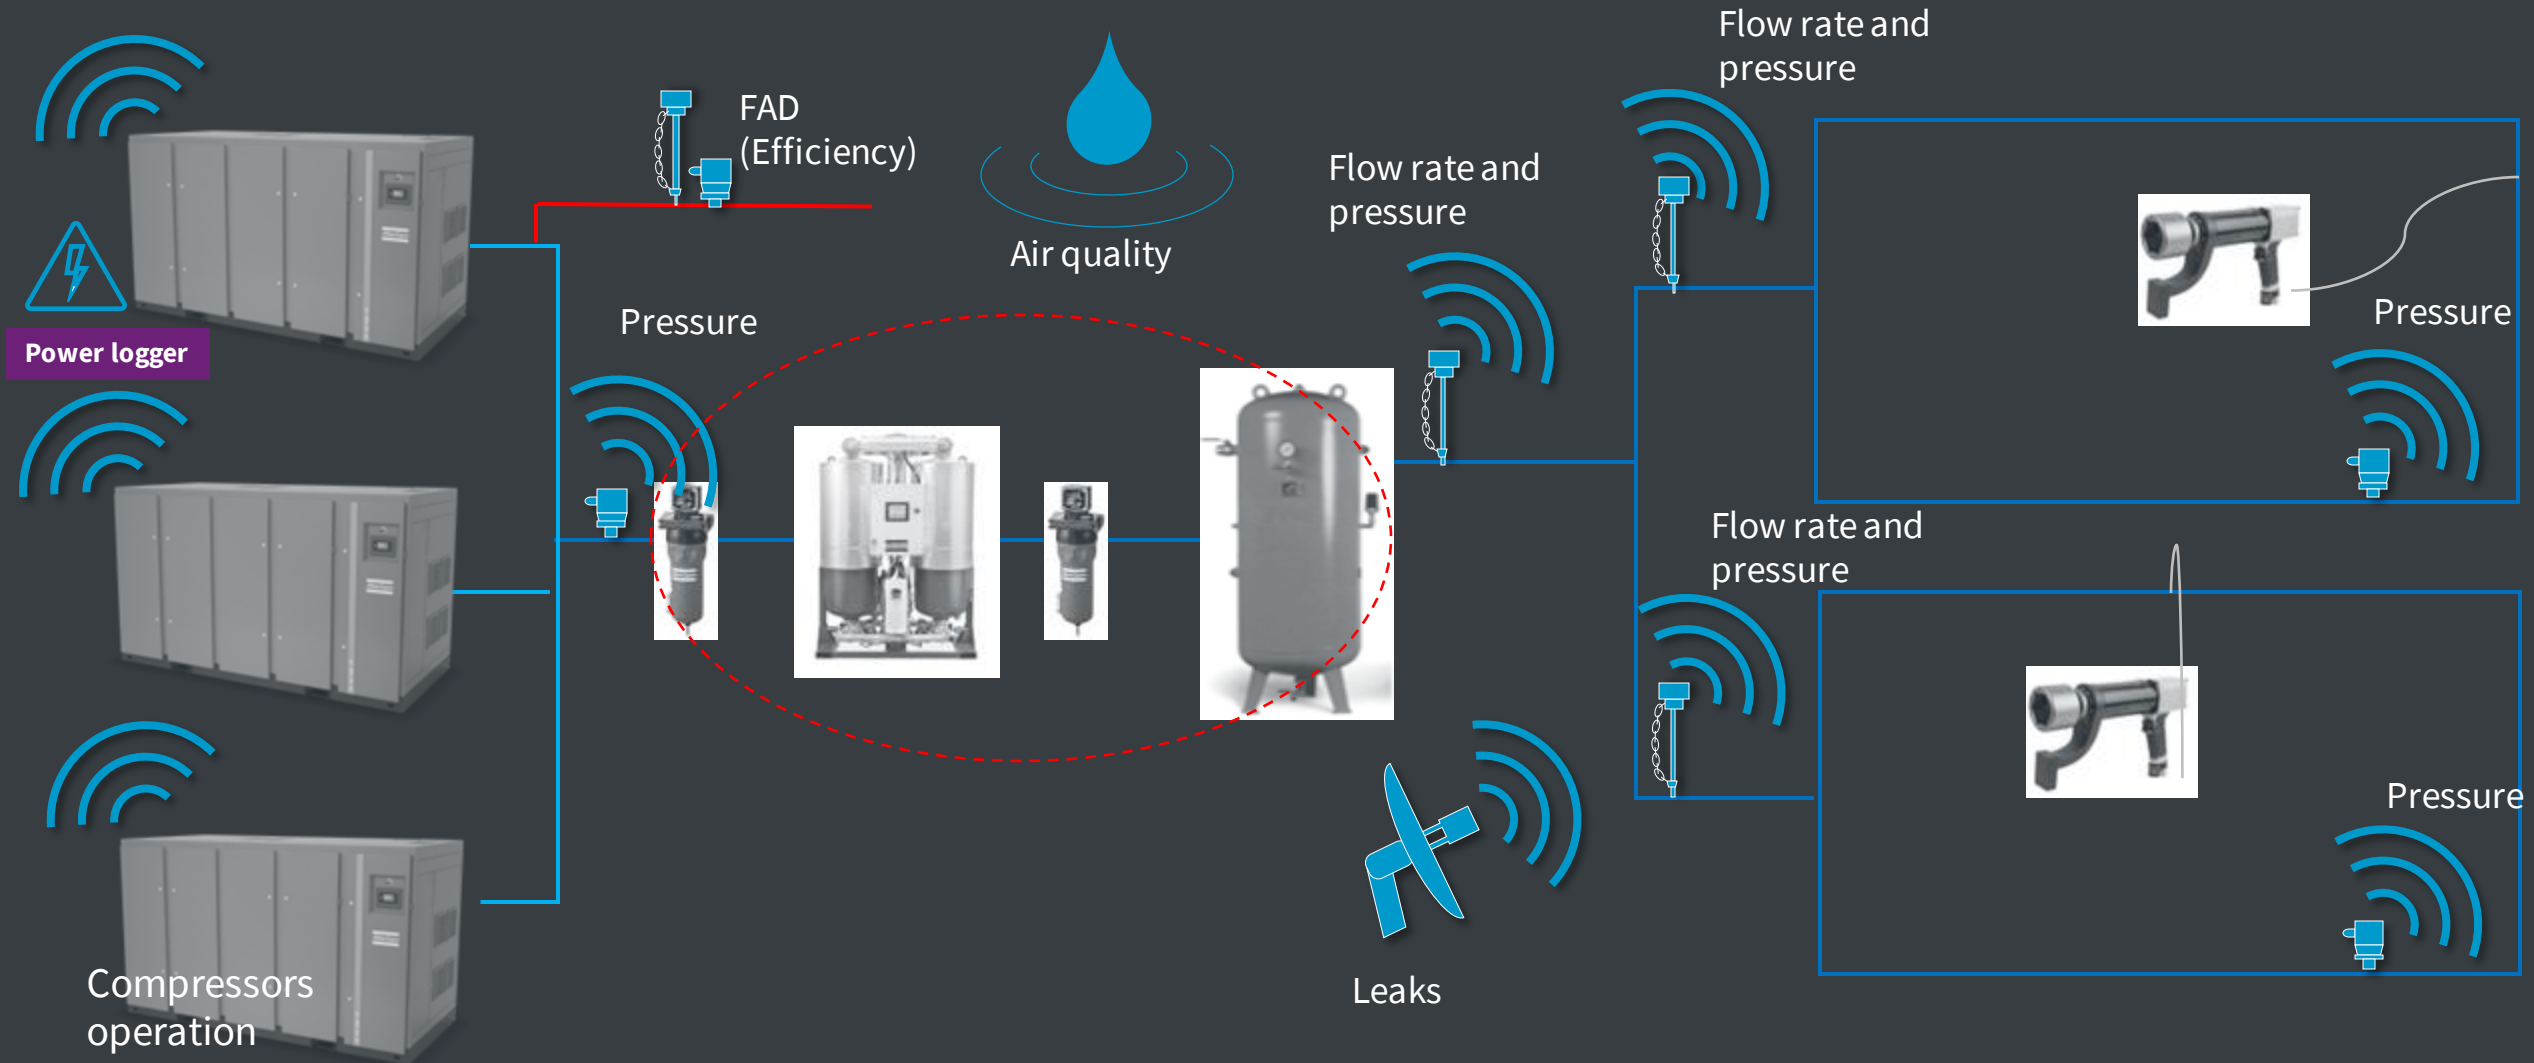 Flow rate and
pressure
FAD
(Efficiency)
Flow rate and
pressure
Air quality
Pressure
Pressure
Power logger
Flow rate and
pressure
Pressure
Compressors
operation
Leaks